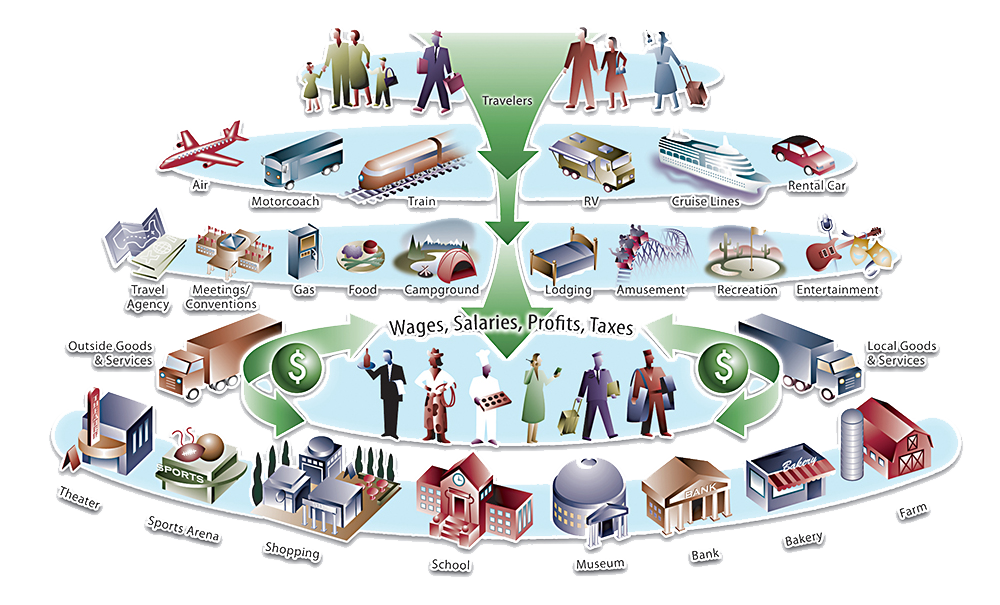 Travelers
Air
Motorcoach
Train
RV
Cruise Lines
Rental Car
Travel
Agency
Meetings/
Conventions
Gas
Food
Campground
Lodging
Amusement
Recreation
Entertainment
Wages, Salaries, Profits, Taxes
Outside Goods
& Services
$
$
Local Goods
& Services
THEATER
SPORTS
BANK
Bakery
Theater
Sports Arena
Shopping
School
Museum
Bank
Bakery
Farm